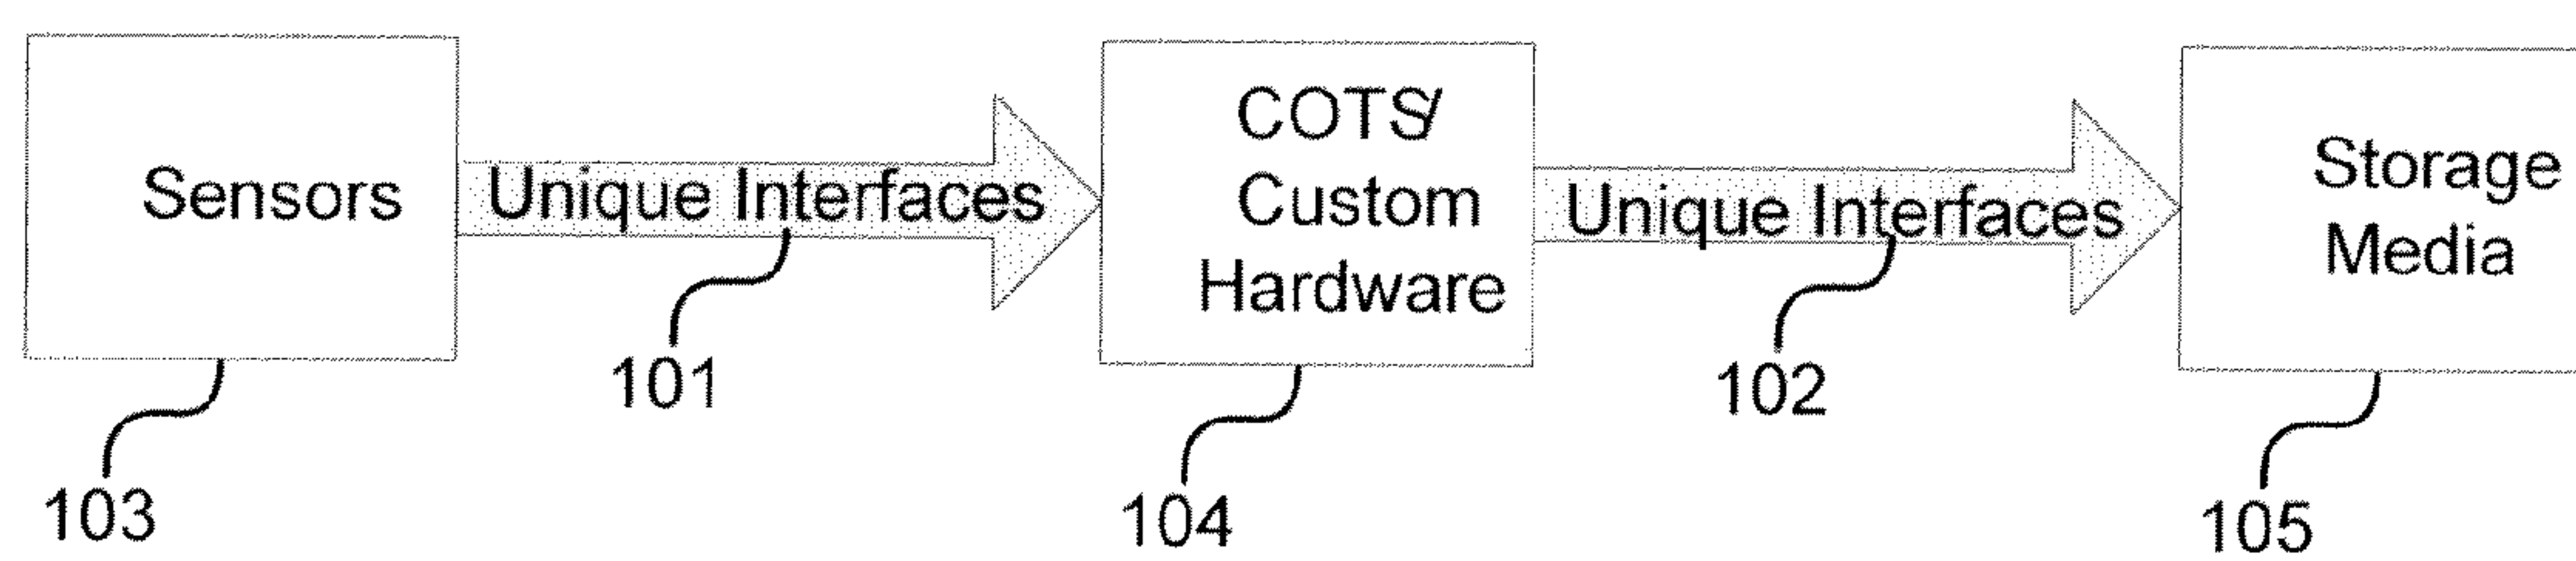 Sensors
Unique Interfaces
COTS/
Custom
Hardware
Unique Interfaces
Storage
Media
101
102
103
104
105